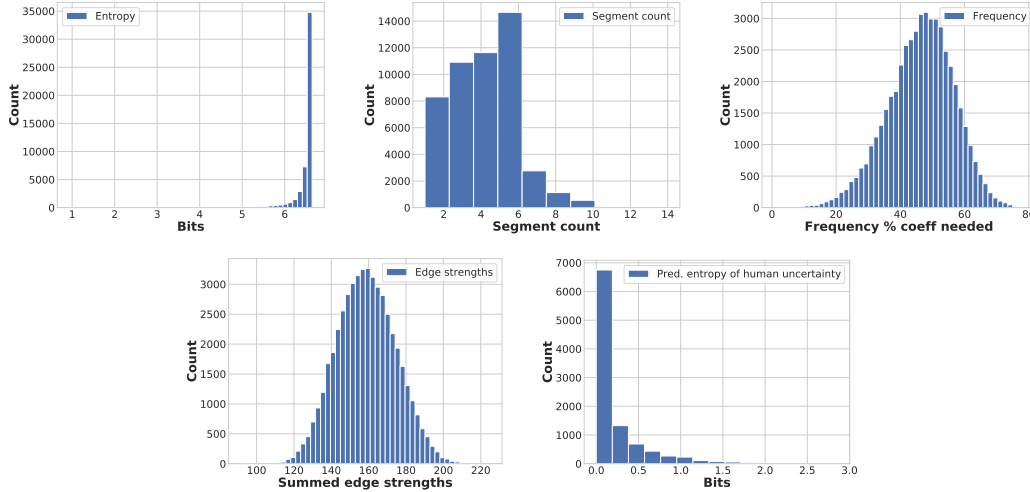 Entropy
35000
30000
25000
20000
15000
10000
5000
0
Count
1 2 3 4 5 6
Bits
Segment count
14000
12000
10000
8000
6000
4000
2000
0
Count
2 4 6 8 10 12 14
Segment count
Frequency
3000
2500
2000
1500
1000
500
0
Count
0 20 40 60 80
Frequency % coeff needed
Edge strengths
3000
2500
2000
1500
1000
500
0
Count
100 120 140 160 180 200 220
Summed edge strengths
Pred. entropy of human uncertainty
7000
6000
5000
4000
3000
2000
1000
0
Count
0.0 0.5 1.0 1.5 2.0 2.5 3.0
Bits